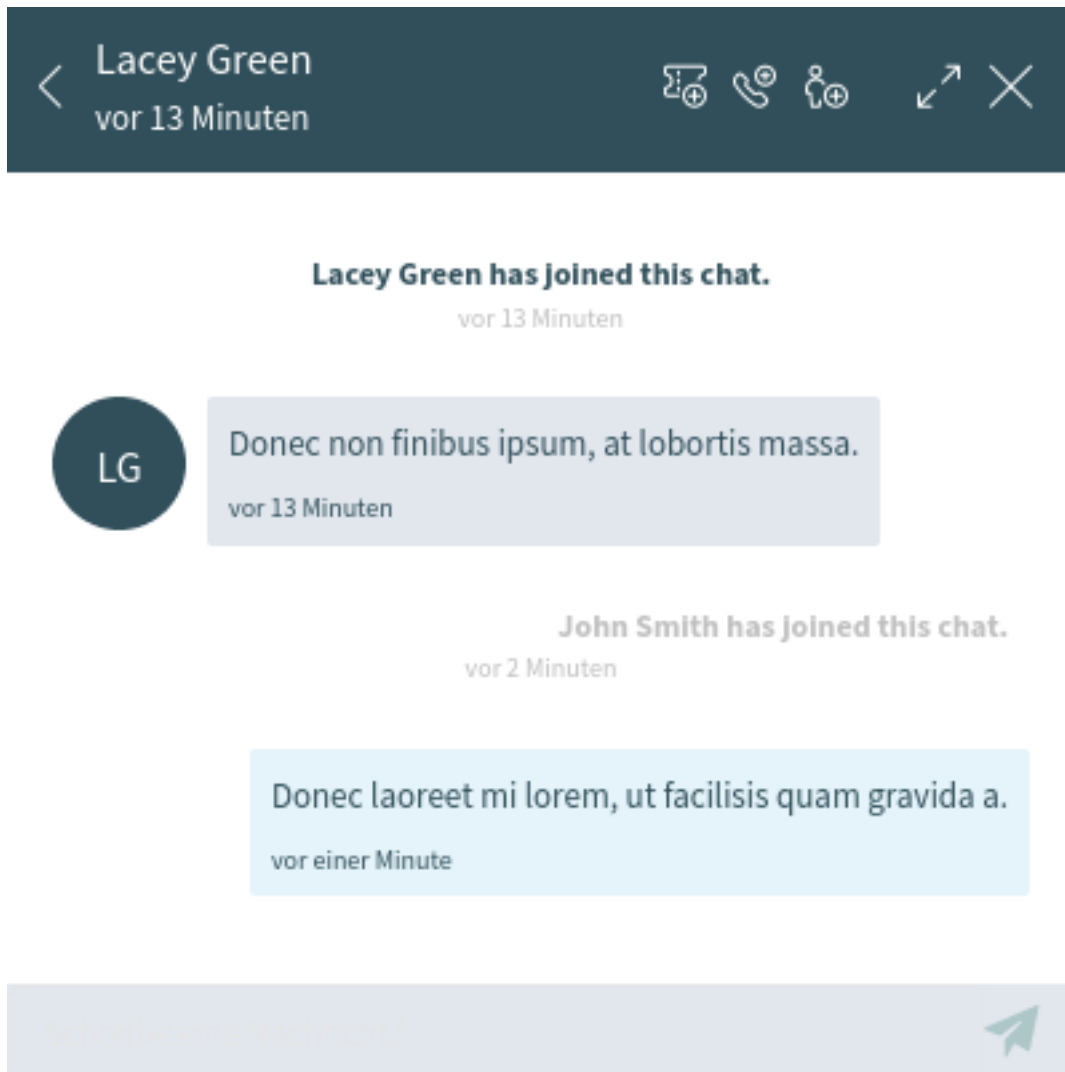 Lacey Green
vor 13 Minuten
Lacey Green has joined this chat.
vor 13 Minuten
LG
Donec non finibus ipsum, at lobortis massa.
vor 13 Minuten
John Smith has joined this chat.
vor 2 Minuten
Donec laoreet mi lorem, ut facilisis quam gravida a.
vor einer Minute